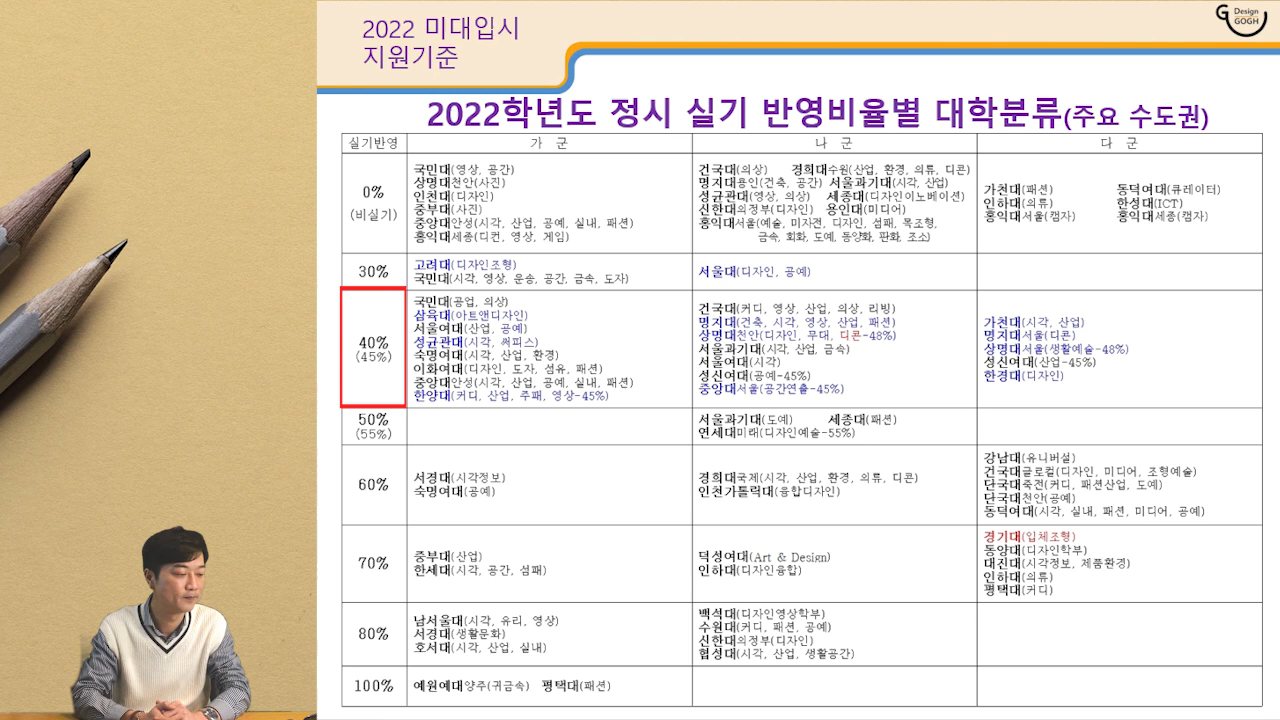 2022 미대입시
지원기준
Design
GOGH
2022학년도 정시 실기 반영비율별 대학분류(주요 수도권)
실기반영 가 군 나 군 다 군
0%
(비실기)
국민대(영상, 공간)
상명대천안(사진)
인천대(디자인)
중부대(사진)
중앙대안성(시각, 산업, 공예, 실내, 패션)
홍익대세종(디컨, 영상, 게임)
건국대(의상) 경희대수원(산업, 환경, 의류, 디콘)
명지대용인(건축, 공간) 서울과기대(시각, 산업)
성균관대(영상, 의상) 세종대(디자인이노베이션)
신한대의정부(디자인) 용인대(미디어)
홍익대서울(예술, 미자전, 디자인, 섬패, 목조형,
금속, 회화, 도예, 동양화, 판화, 조소)
가천대(패션) 동덕여대(큐레이터)
인하대(의류) 한성대(ICT)
홍익대서울(캠자) 홍익대세종(캠자)
30%
고려대(디자인조형)
국민대(시각, 영상, 운송, 공간, 금속, 도자)
서울대(디자인, 공예)
40%
(45%)
국민대(공업, 의상)
삼육대(아트앤디자인)
서울여대(산업, 공예)
성균관대(시각, 써피스)
숙명여대(시각, 산업, 환경)
이화여대(디자인, 도자, 섬유, 패션)
중앙대안성(시각, 산업, 공예, 실내, 패션)
한양대(커디, 산업, 주패, 영상-45%)
건국대(커디, 영상, 산업, 의상, 리빙)
명지대(건축, 시각, 영상, 산업, 패션)
상명대천안(디자인, 무대, 디콘-48%)
서울과기대(시각, 산업, 금속)
서울여대(시각)
성신여대(공예-45%)
중앙대서울(공간연출-45%)
가천대(시각, 산업)
명지대서울(디콘)
상명대서울(생활예술-48%)
성신여대(산업-45%)
한경대(디자인)
50%
(55%)
서울과기대(도예) 세종대(패션)
연세대미래(디자인예술-55%)
60%
서경대(시각정보)
숙명여대(공예)
경희대국제(시각, 산업, 환경, 의류, 디콘)
인천가톨릭대(융합디자인)
강남대(유니버설)
건국대글로컬(디자인, 미디어, 조형예술)
단국대죽전(커디, 패션산업, 도예)
단국대천안(공예)
동덕여대(시각, 실내, 패션, 미디어, 공예)
70%
중부대(산업)
한세대(시각, 공간, 섬패)
덕성여대(Art & Design)
인하대(디자인융합)
경기대(입체조형)
동양대(디자인학부)
대진대(시각정보, 제품환경)
인하대(의류)
평택대(커디)
80%
남서울대(시각, 유리, 영상)
서경대(생활문화)
호서대(시각, 산업, 실내)
백석대(디자인영상학부)
수원대(커디, 패션, 공예)
신한대의정부(디자인)
협성대(시각, 산업, 생활공간)
100%
예원예대양주(귀금속) 평택대(패션)